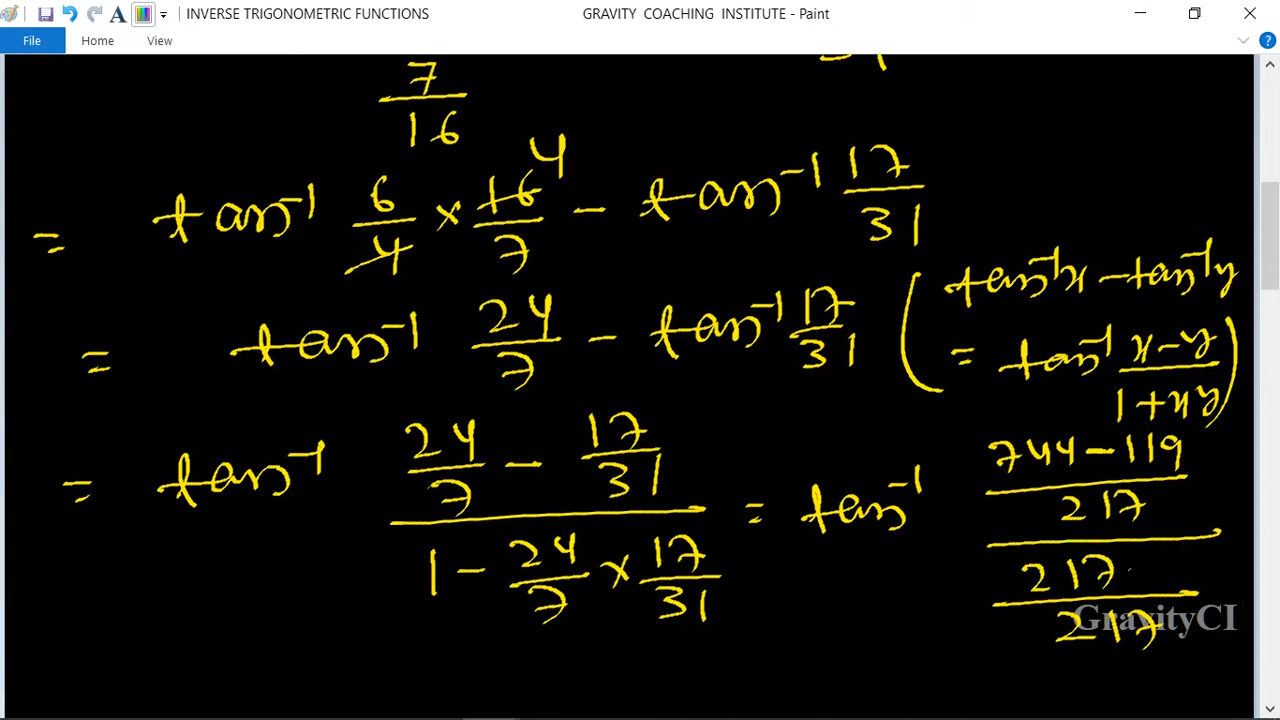 INVERSE TRIGONOMETRIC FUNCTIONS GRAVITY COACHING INSTITUTE - Paint
File Home View
7/16
= tan⁻¹ 6/4 × 16/7 4 - tan⁻¹ 17/31
= tan⁻¹ 24/7 - tan⁻¹ 17/31 (tan⁻¹x - tan⁻¹y
= tan⁻¹ (x-y)/(1+xy))
= tan⁻¹ (24/7 - 17/31)/(1 - 24/7 × 17/31) = tan⁻¹ ((744-119)/217)/(217/217)
GravityCI